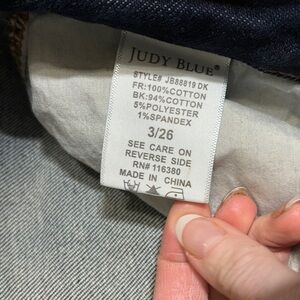 JUDY BLUE®
STYLE# JB88819 DK
FR:100%COTTON
BK:94%COTTON
5%POLYESTER
1%SPANDEX
3/26
SEE CARE ON
REVERSE SIDE
RN# 116380
MADE IN CHINA